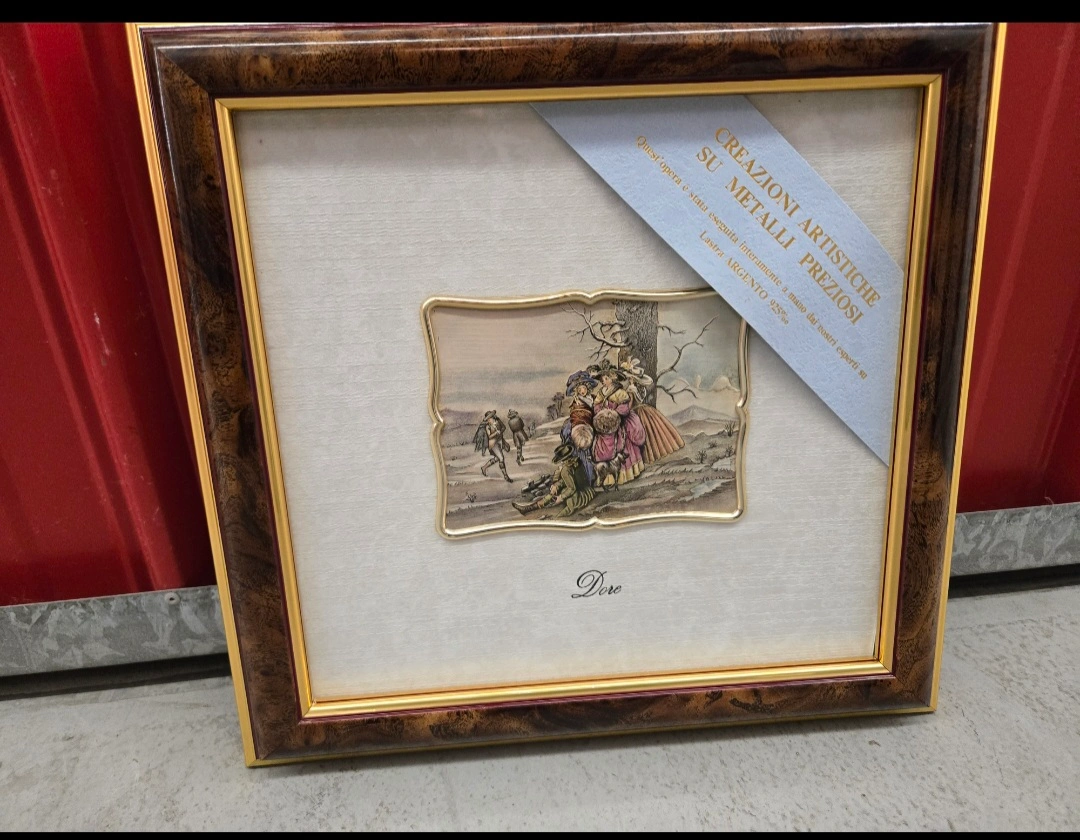 CREAZIONI ARTISTICHE
SU METALLI PREZIOSI
Quest'opera è stata eseguita interamente a mano dai nostri esperti su
Lastra ARGENTO 925‰
Dore